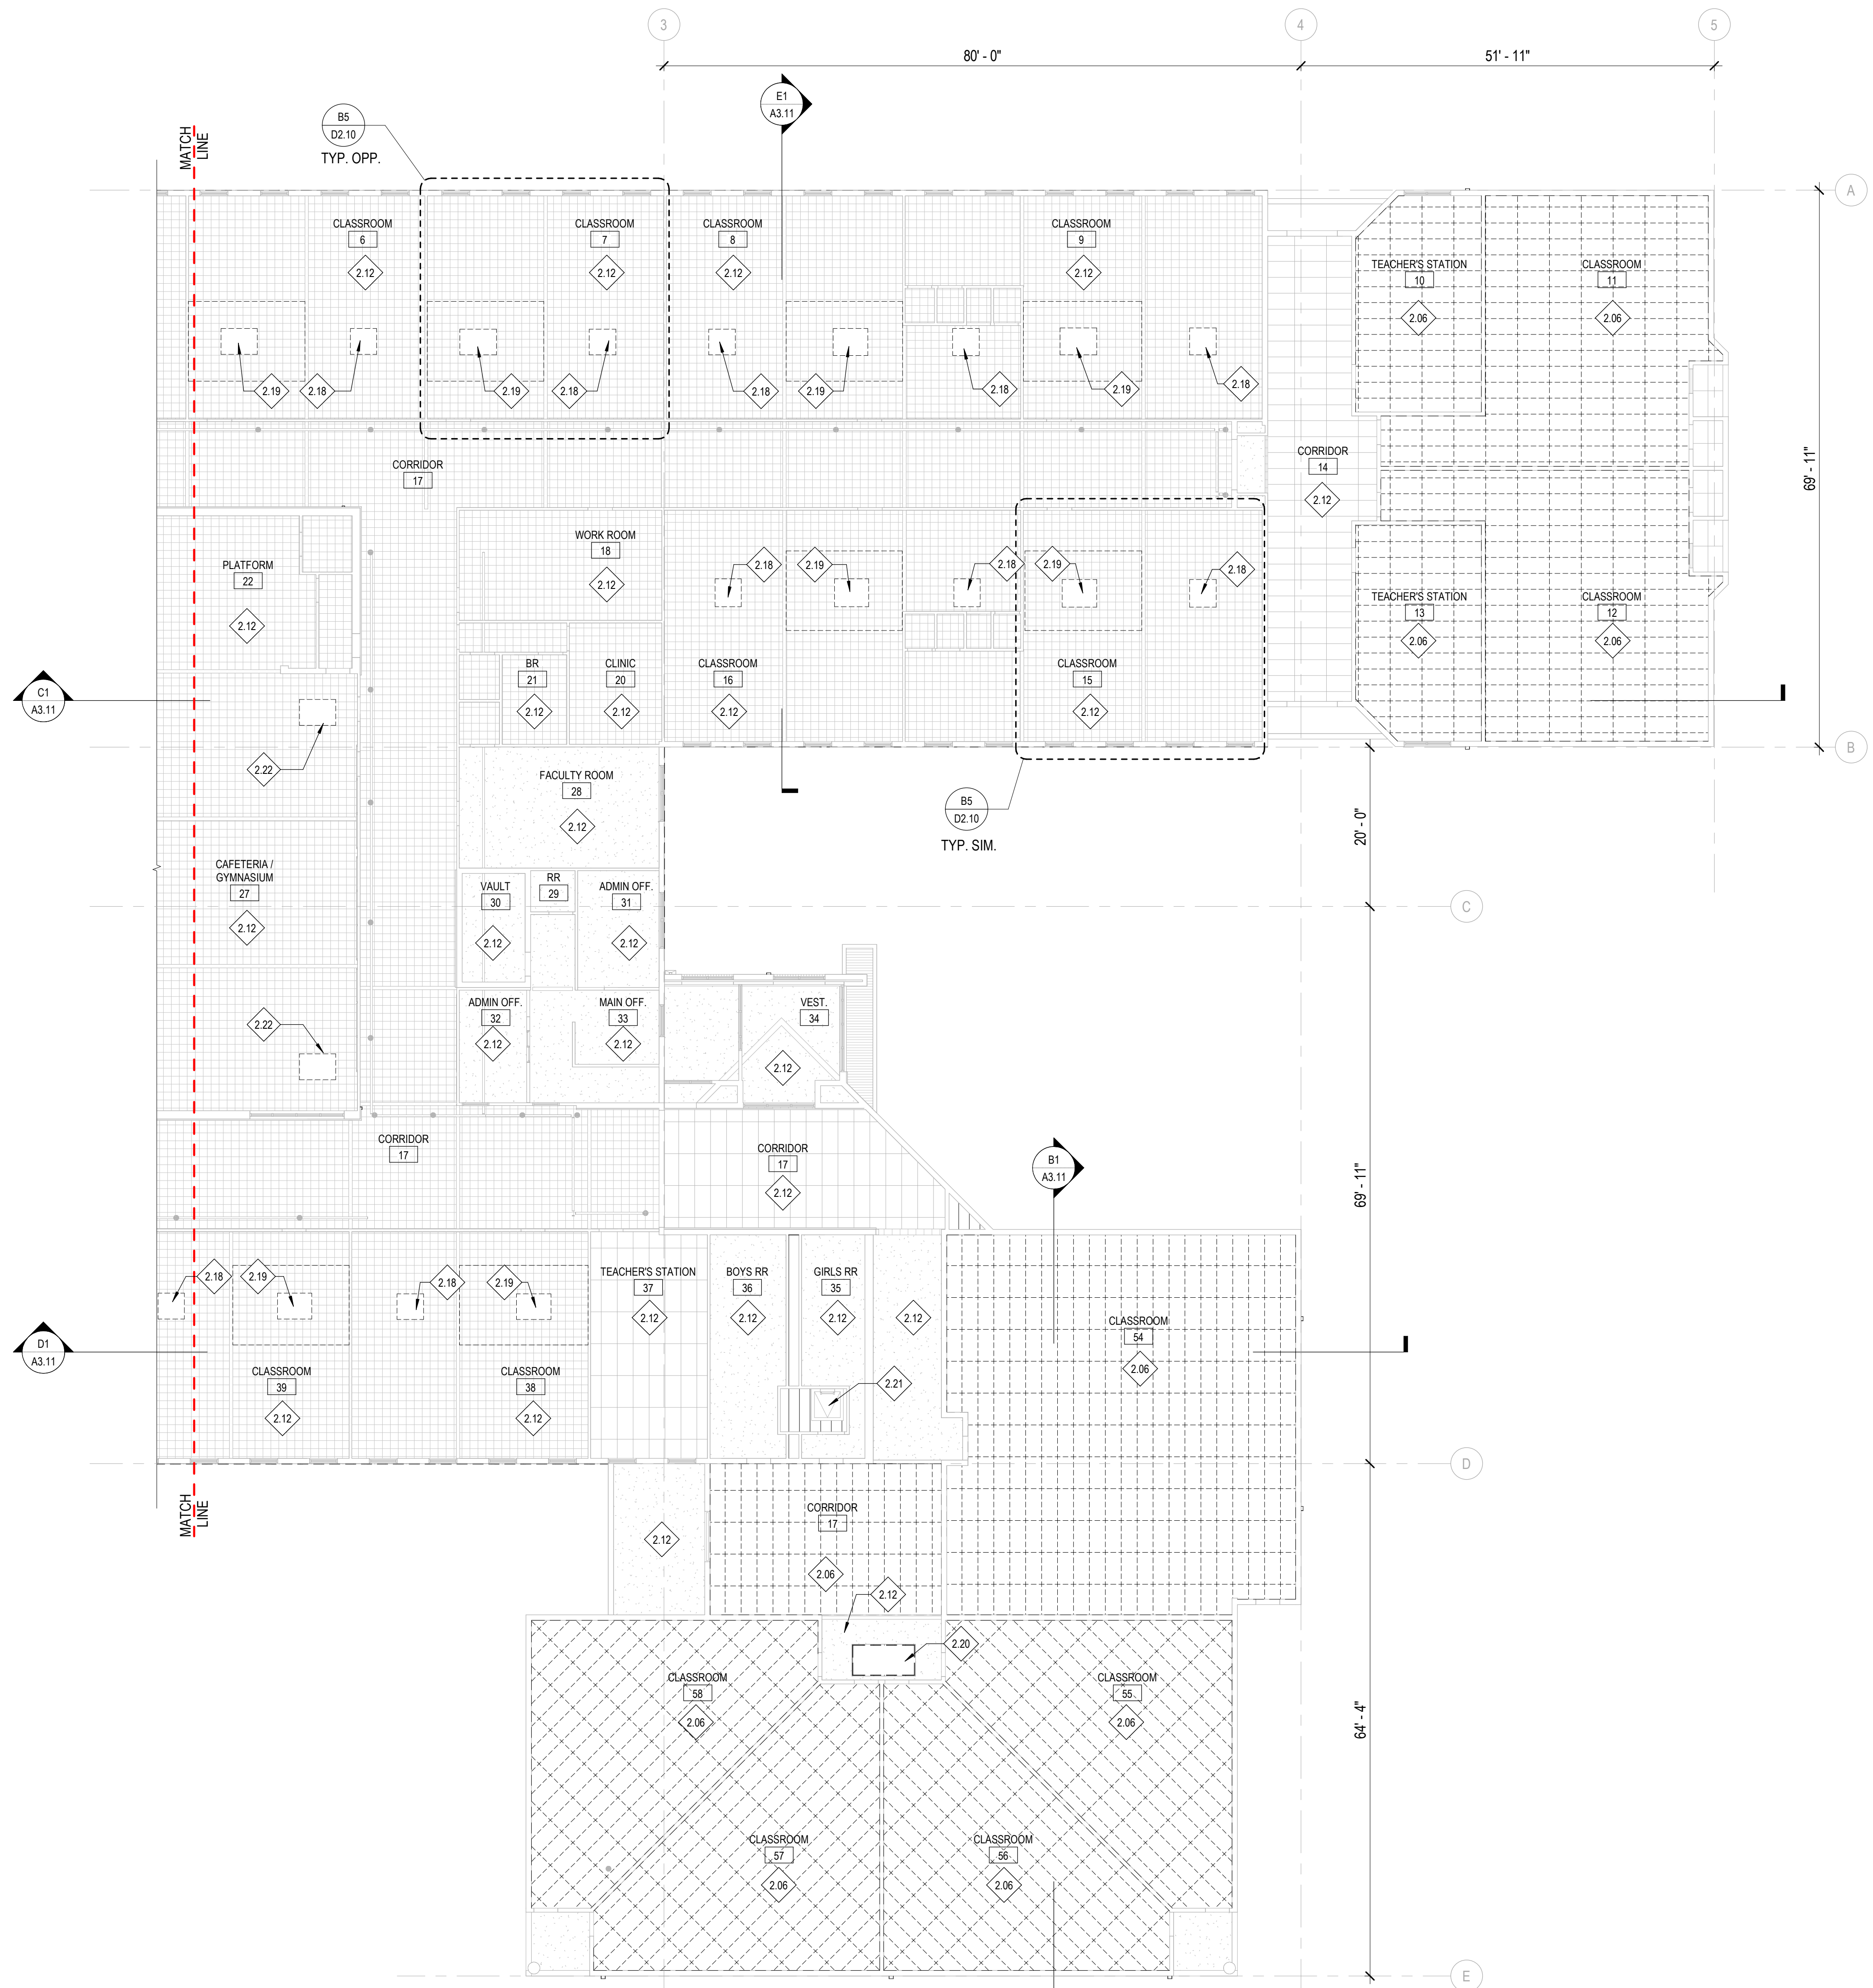 3
4
5
80' - 0"
51' - 11"
E1
A3.11
B5
D2.10
TYP. OPP.
MATCH
LINE
A
CLASSROOM
6
2.12
CLASSROOM
7
2.12
CLASSROOM
8
2.12
CLASSROOM
9
2.12
TEACHER'S STATION
10
2.06
CLASSROOM
11
2.06
2.19
2.18
2.19
2.18
2.18
2.19
2.18
2.19
2.18
CORRIDOR
17
CORRIDOR
14
2.12
69' - 11"
WORK ROOM
18
2.12
2.18
2.19
2.18
2.19
2.18
PLATFORM
22
2.12
TEACHER'S STATION
13
2.06
CLASSROOM
12
2.06
BR
21
2.12
CLINIC
20
2.12
CLASSROOM
16
2.12
CLASSROOM
15
2.12
C1
A3.11
2.22
B
FACULTY ROOM
28
2.12
B5
D2.10
TYP. SIM.
20' - 0"
CAFETERIA /
GYMNASIUM
27
2.12
VAULT
30
2.12
RR
29
ADMIN OFF.
31
2.12
C
2.22
ADMIN OFF.
32
2.12
MAIN OFF.
33
2.12
VEST.
34
2.12
CORRIDOR
17
CORRIDOR
17
2.12
B1
A3.11
69' - 11"
2.18
2.19
2.18
2.19
TEACHER'S STATION
37
2.12
BOYS RR
36
2.12
GIRLS RR
35
2.12
2.12
CLASSROOM
54
2.06
D1
A3.11
CLASSROOM
39
2.12
CLASSROOM
38
2.12
2.21
D
MATCH
LINE
2.12
CORRIDOR
17
2.06
2.12
2.20
CLASSROOM
58
2.06
CLASSROOM
55
2.06
64' - 4"
CLASSROOM
57
2.06
CLASSROOM
56
2.06
E